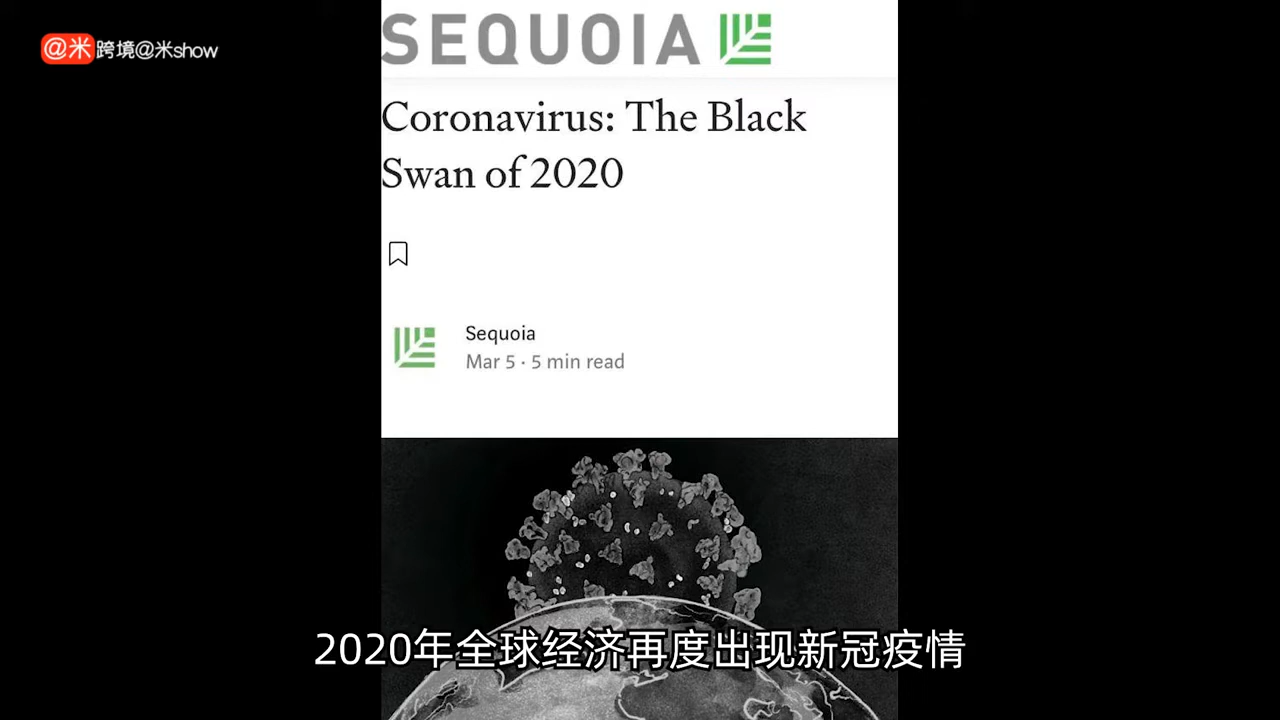 @米 跨境@米show
SEQUOIA
Coronavirus: The Black
Swan of 2020
Sequoia
Mar 5 · 5 min read
2020年全球经济再度出现新冠疫情